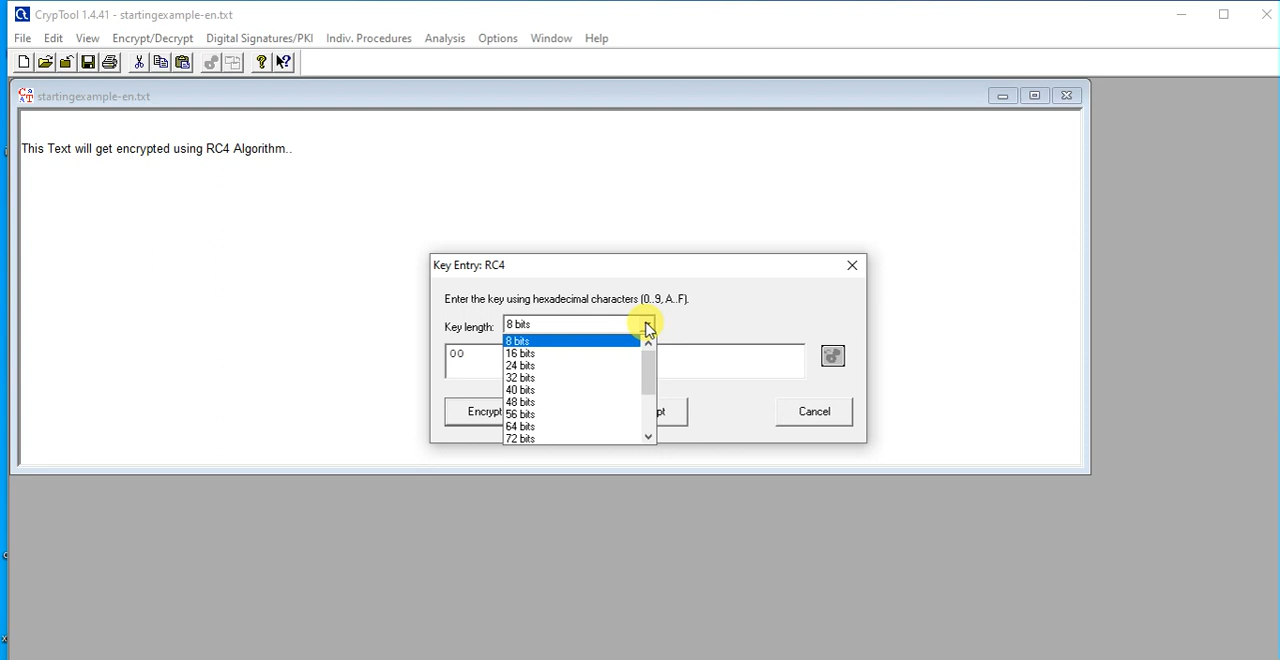 CrypTool 1.4.41 - startingexample-en.txt
File Edit View Encrypt/Decrypt Digital Signatures/PKI Indiv. Procedures Analysis Options Window Help
startingexample-en.txt
This Text will get encrypted using RC4 Algorithm..
Key Entry: RC4
Enter the key using hexadecimal characters (0..9, A..F).
Key length: 8 bits
8 bits
00
16 bits
24 bits
32 bits
40 bits
48 bits
56 bits
64 bits
72 bits
Encrypt pt Cancel